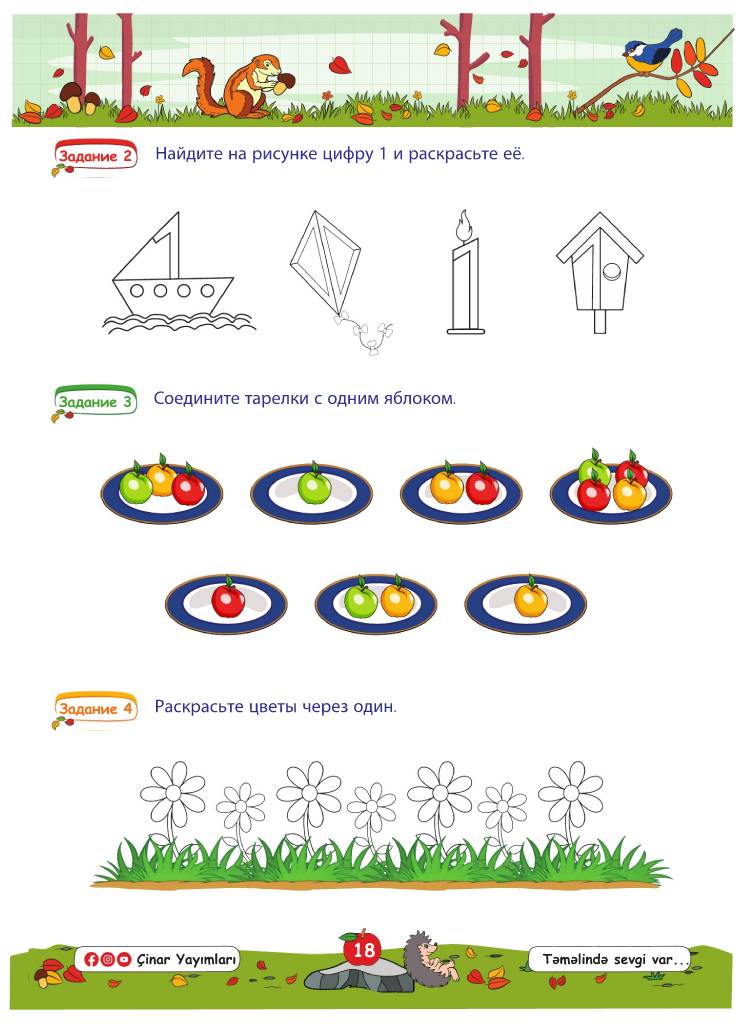 Задание 2
Найдите на рисунке цифру 1 и раскрасьте её.
Задание 3
Соедините тарелки с одним яблоком.
Задание 4
Раскрасьте цветы через один.
Çinar Yayımları
18
Təməlində sevgi var...